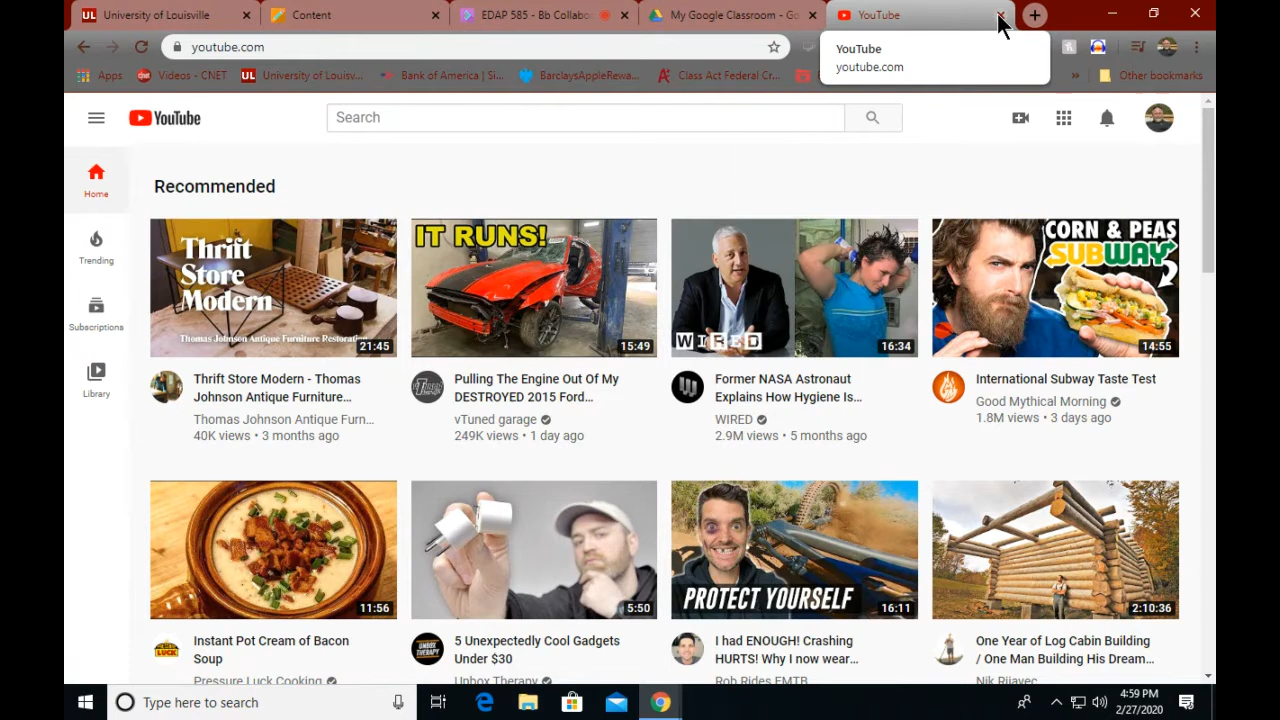 University of Louisville
Content
EDAP 585 - Bb Collabo
My Google Classroom - Go
YouTube
youtube.com
YouTube
youtube.com
Apps
Videos - CNET
University of Louisv...
Bank of America | Si...
BarclaysAppleRewa...
Class Act Federal Cr...
Other bookmarks
YouTube
Search
Home
Trending
Subscriptions
Library
Recommended
Thrift
Store
Modern
Thomas Johnson Antique Furniture Restoration
21:45
IT RUNS!
15:49
WIRED
16:34
CORN & PEAS
SUBWAY
14:55
Thrift Store Modern - Thomas
Johnson Antique Furniture...
Thomas Johnson Antique Furn...
40K views • 3 months ago
Pulling The Engine Out Of My
DESTROYED 2015 Ford...
vTuned garage
249K views • 1 day ago
Former NASA Astronaut
Explains How Hygiene Is...
WIRED
2.9M views • 5 months ago
International Subway Taste Test
Good Mythical Morning
1.8M views • 3 days ago
11:56
5:50
PROTECT YOURSELF
16:11
2:10:36
Instant Pot Cream of Bacon
Soup
Pressure Luck Cooking
5 Unexpectedly Cool Gadgets
Under $30
Unbox Therapy
I had ENOUGH! Crashing
HURTS! Why I now wear...
Rob Rides EMTB
One Year of Log Cabin Building
/ One Man Building His Dream...
Nik Rijavec
Type here to search
4:59 PM
2/27/2020